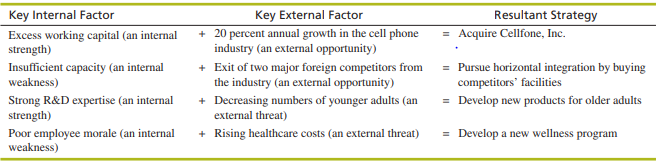 Key Internal Factor Key External Factor Resultant Strategy
Excess working capital (an internal + 20 percent annual growth in the cell phone = Acquire Cellfone, Inc.
strength) industry (an external opportunity)
Insufficient capacity (an internal + Exit of two major foreign competitors from = Pursue horizontal integration by buying
weakness) the industry (an external opportunity) competitors’ facilities
Strong R&D expertise (an internal + Decreasing numbers of younger adults (an = Develop new products for older adults
strength) external threat)
Poor employee morale (an internal + Rising healthcare costs (an external threat) = Develop a new wellness program
weakness)